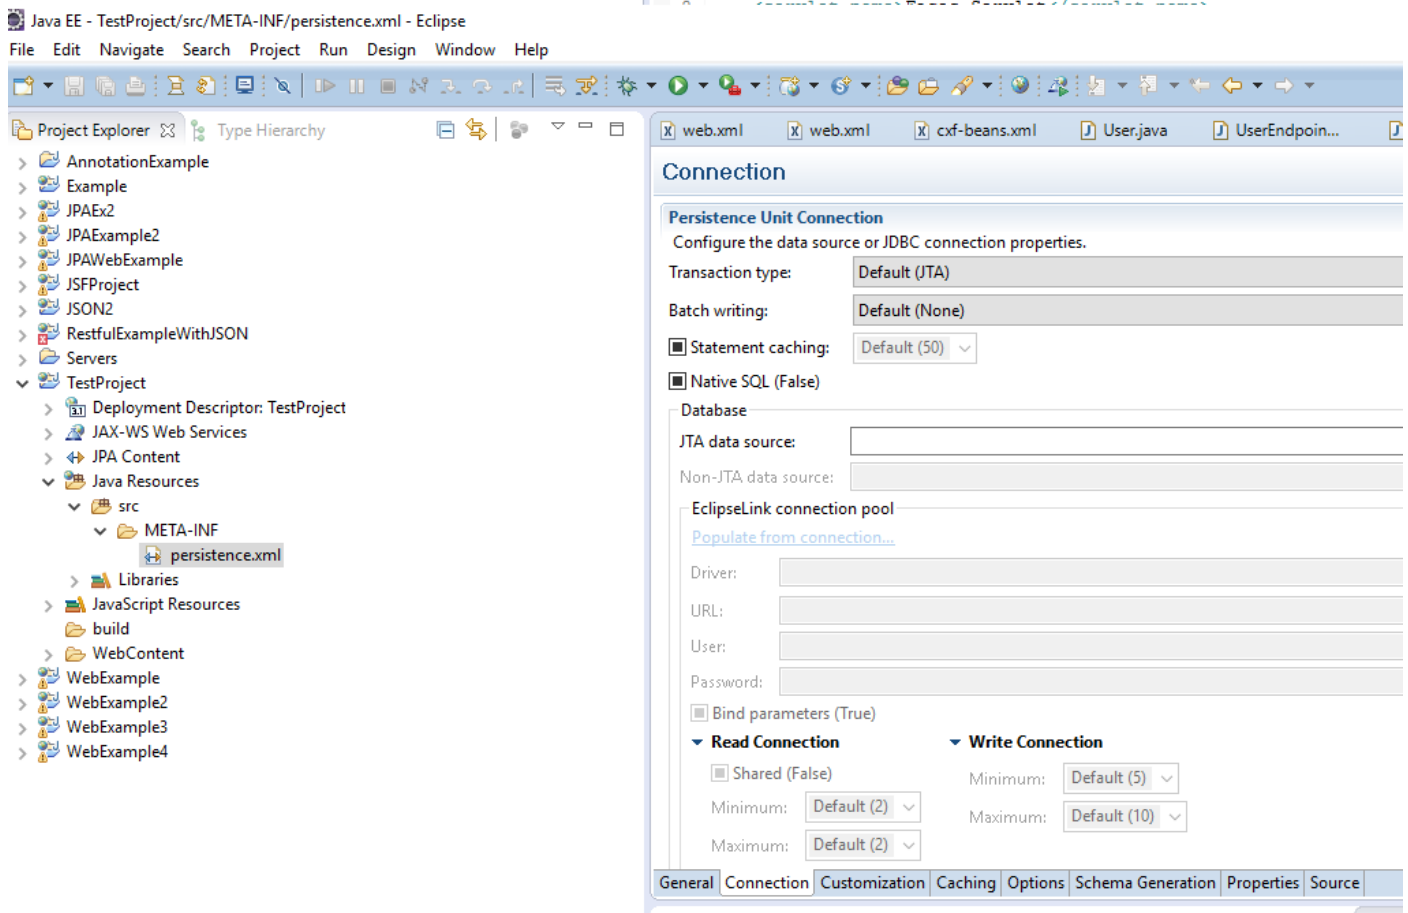 Java EE - TestProject/src/META-INF/persistence.xml - Eclipse
File Edit Navigate Search Project Run Design Window Help
Project Explorer
Type Hierarchy
AnnotationExample
Example
JPAEx2
JPAExample2
JPAWebExample
JSFProject
JSON2
RestfulExampleWithJSON
Servers
TestProject
Deployment Descriptor: TestProject
JAX-WS Web Services
JPA Content
Java Resources
src
META-INF
persistence.xml
Libraries
JavaScript Resources
build
WebContent
WebExample
WebExample2
WebExample3
WebExample4
web.xml web.xml cxf-beans.xml User.java UserEndpoin...
Connection
Persistence Unit Connection
Configure the data source or JDBC connection properties.
Transaction type: Default (JTA)
Batch writing: Default (None)
Statement caching: Default (50)
Native SQL (False)
Database
JTA data source:
Non-JTA data source:
EclipseLink connection pool
Populate from connection...
Driver:
URL:
User:
Password:
Bind parameters (True)
Read Connection Write Connection
Shared (False)
Minimum: Default (5)
Minimum: Default (2)
Maximum: Default (10)
Maximum: Default (2)
General Connection Customization Caching Options Schema Generation Properties Source